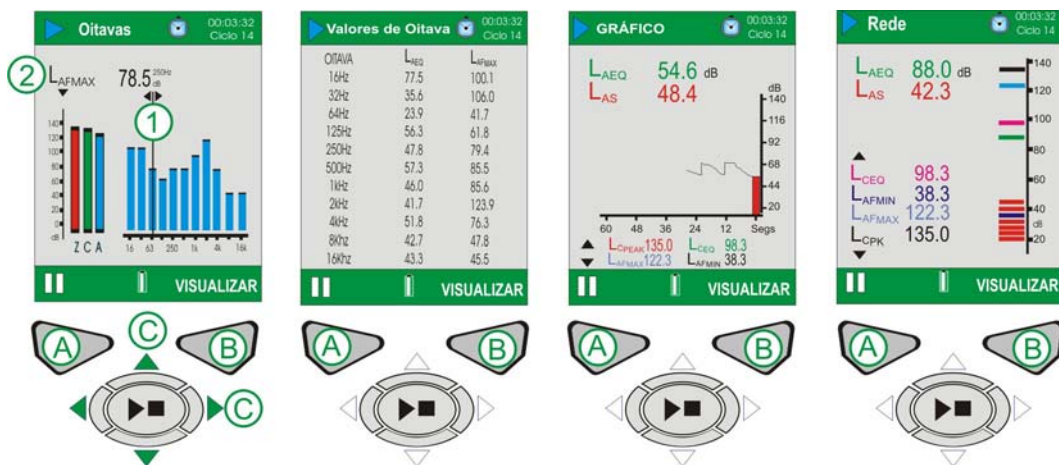 Oitavas
00:03:32
Ciclo 14
2
LAFMAX
78.5
250Hz
dB
1
140
120
100
80
60
40
20
dB
Z C A
16 63 250 1k 4k 16k
VISUALIZAR
A
C
B
C
Valores de Oitava
00:03:32
Ciclo 14
OITAVA LAEQ LAFMAX
16Hz 77.5 100.1
32Hz 35.6 106.0
64Hz 23.9 41.7
125Hz 56.3 61.8
250Hz 47.8 79.4
500Hz 57.3 85.5
1kHz 46.0 85.6
2kHz 41.7 123.9
4kHz 51.8 76.3
8Khz 42.7 47.8
16Khz 43.3 45.5
VISUALIZAR
A
B
GRÁFICO
00:03:32
Ciclo 14
LAEQ 54.6 dB
LAS 48.4
dB
140
116
92
68
44
20
60 48 36 24 12 Segs
LCPEAK 135.0 LCEQ 98.3
LAFMAX 122.3 LAFMIN 38.3
VISUALIZAR
A
B
Rede
00:03:32
Ciclo 14
LAEQ 88.0 dB
LAS 42.3
140
120
100
80
60
40
dB
20
LCEQ 98.3
LAFMIN 38.3
LAFMAX 122.3
LCPK 135.0
VISUALIZAR
A
B